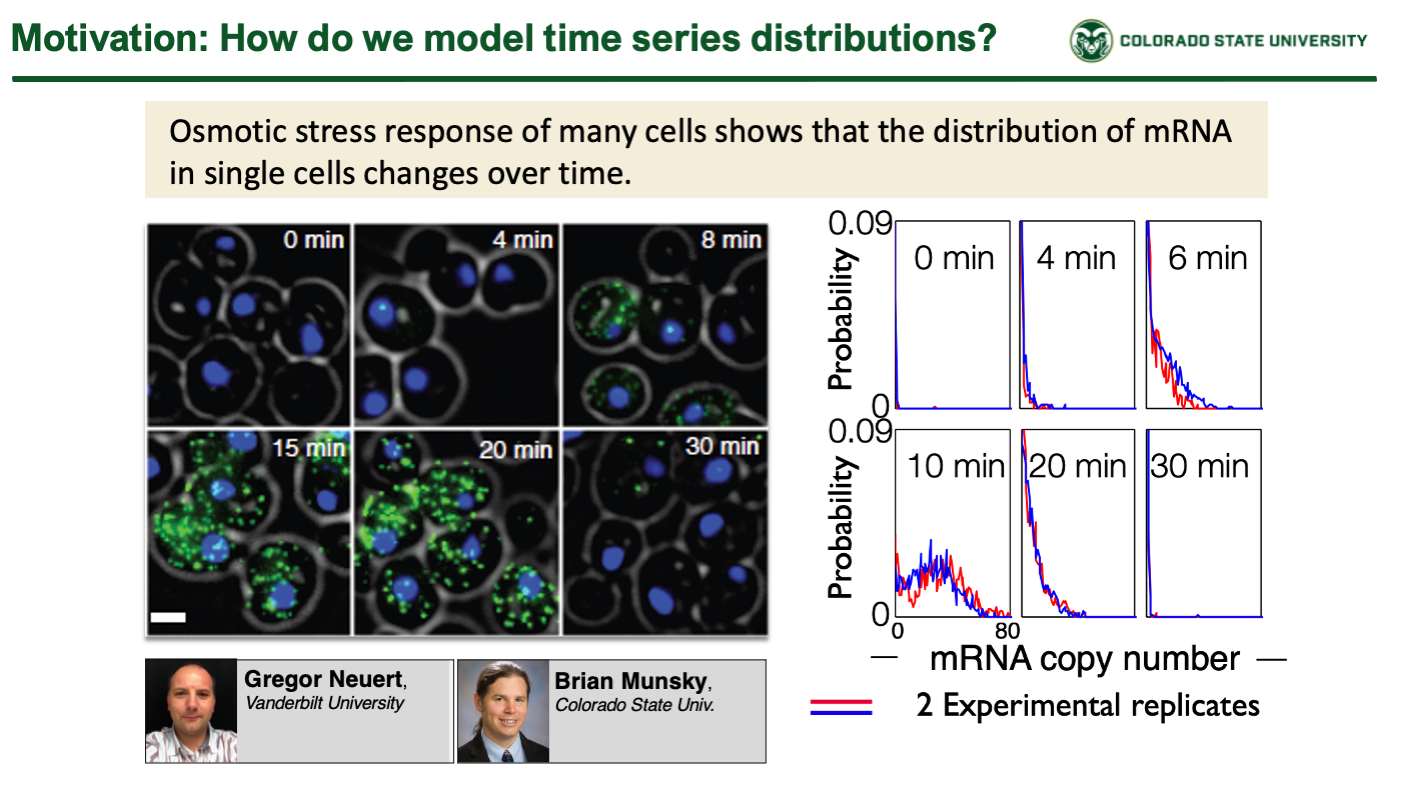 Motivation: How do we model time series distributions?
COLORADO STATE UNIVERSITY
Osmotic stress response of many cells shows that the distribution of mRNA
in single cells changes over time.
0 min
4 min
8 min
15 min
20 min
30 min
Gregor Neuert,
Vanderbilt University
Brian Munsky,
Colorado State Univ.
0.09
Probability
0
0 min
4 min
6 min
0.09
Probability
0
10 min
20 min
30 min
0
80
— mRNA copy number —
2 Experimental replicates